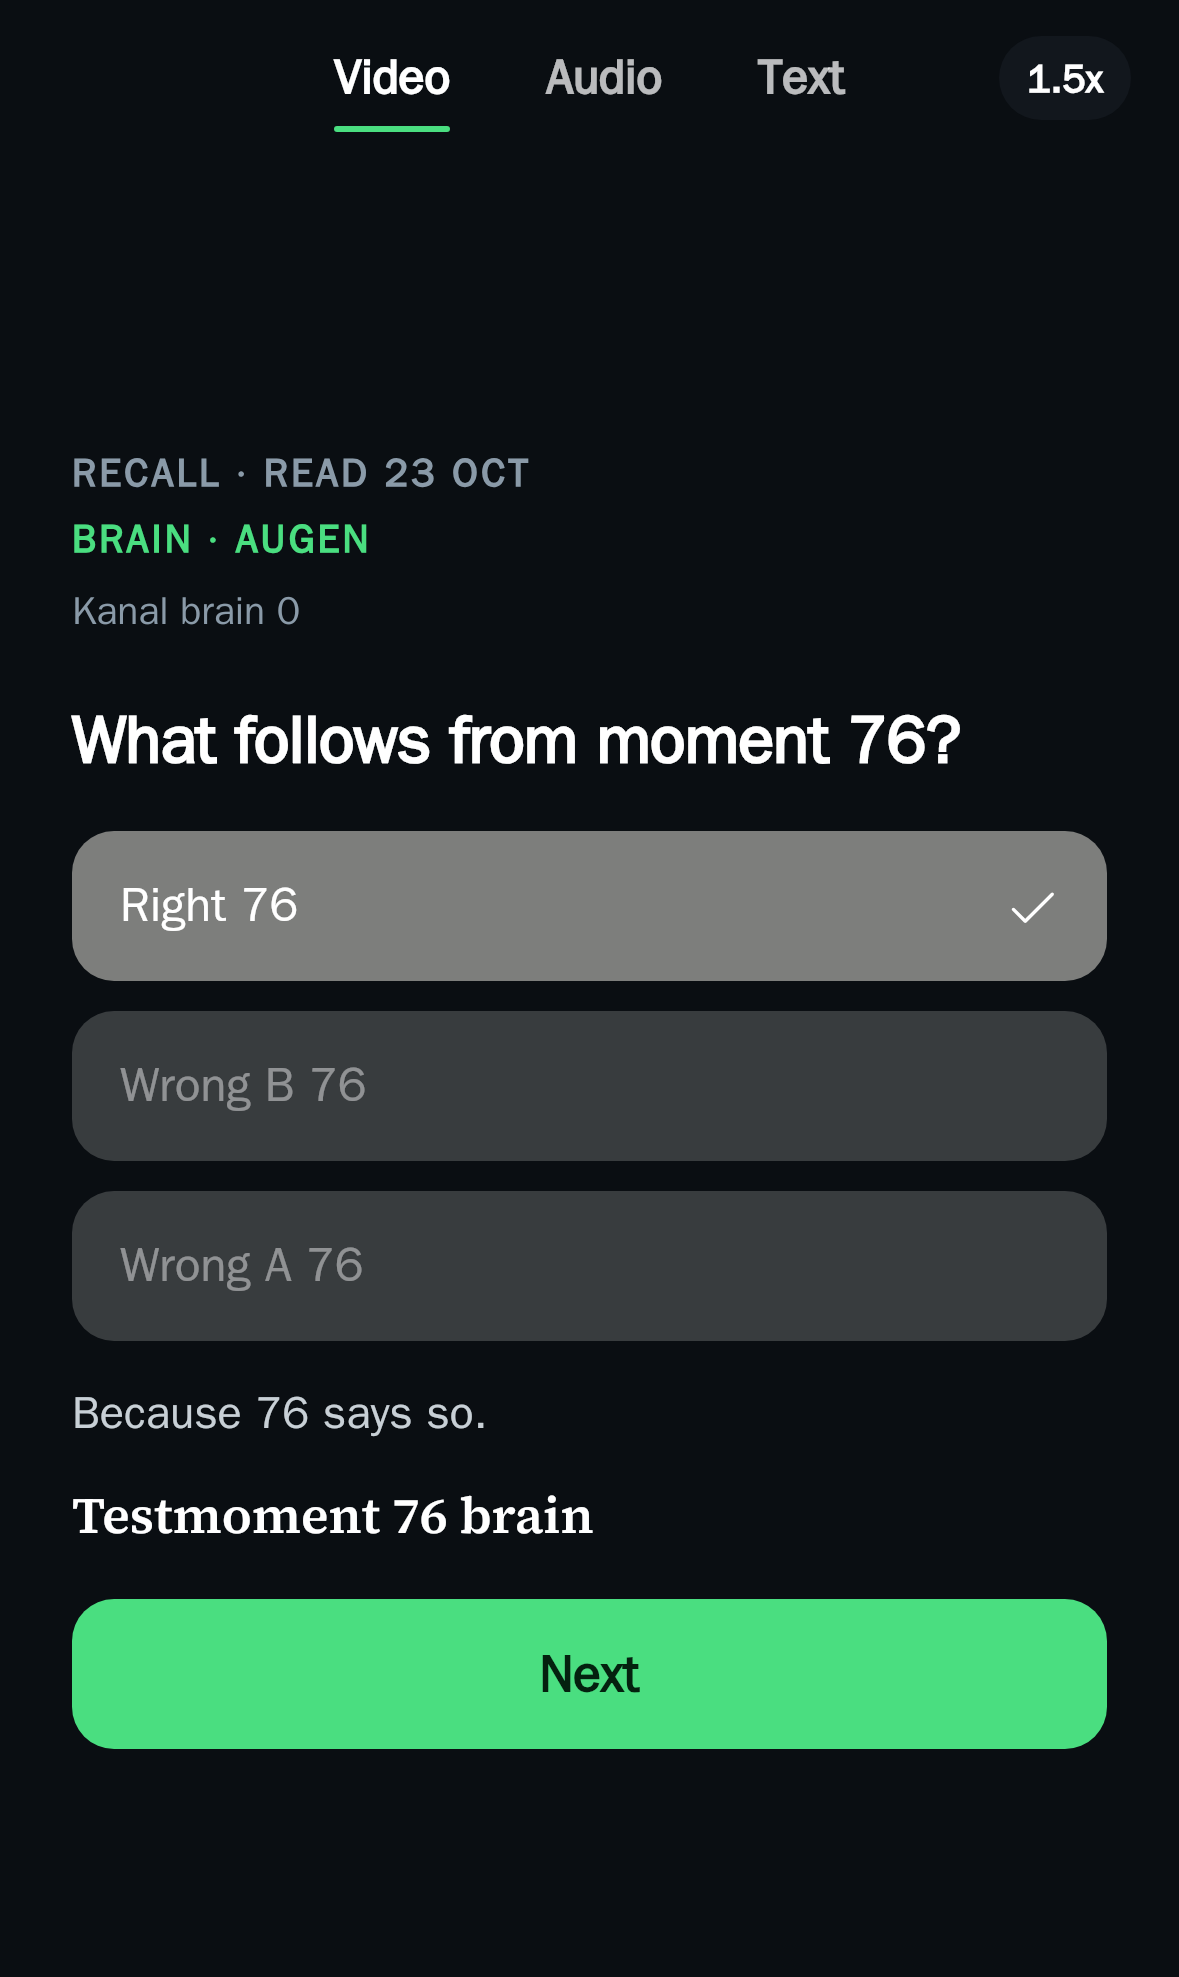 Video Audio Text 1.5x
RECALL · READ 23 OCT
BRAIN · AUGEN
Kanal brain 0
What follows from moment 76?
Right 76
Wrong B 76
Wrong A 76
Because 76 says so.
Testmoment 76 brain
Next